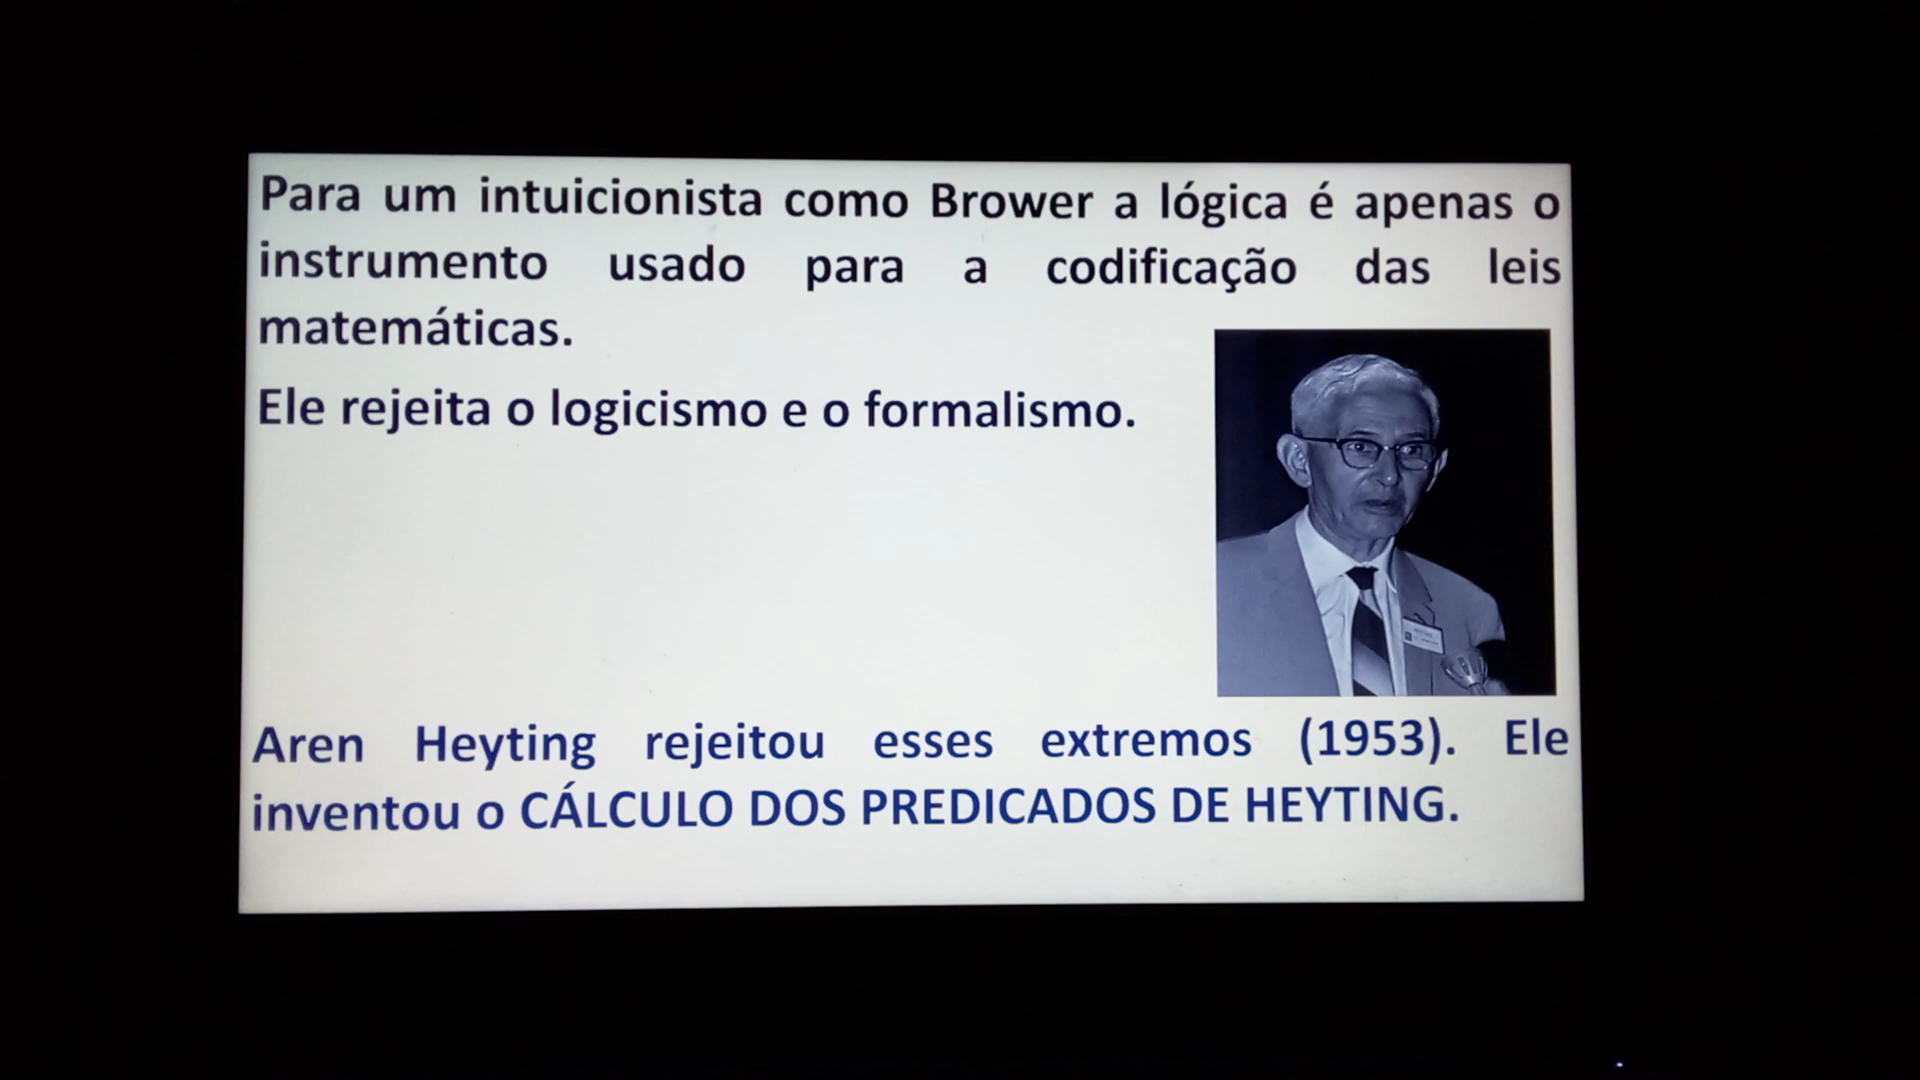 Para um intuicionista como Brower a lógica é apenas o
instrumento usado para a codificação das leis
matemáticas.
Ele rejeita o logicismo e o formalismo.
Aren Heyting rejeitou esses extremos (1953). Ele
inventou o CÁLCULO DOS PREDICADOS DE HEYTING.